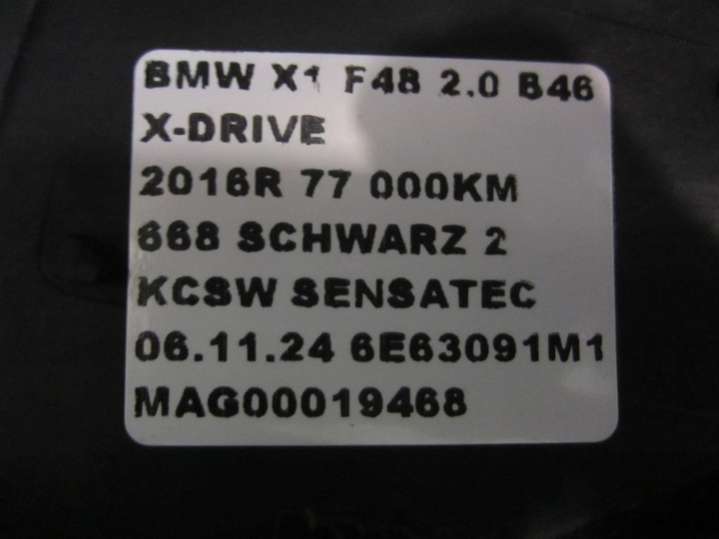 BMW X1 F48 2.0 B46
X-DRIVE
2016R 77 000KM
668 SCHWARZ 2
KCSW SENSATEC
06.11.24 6E63091M1
MAG00019468